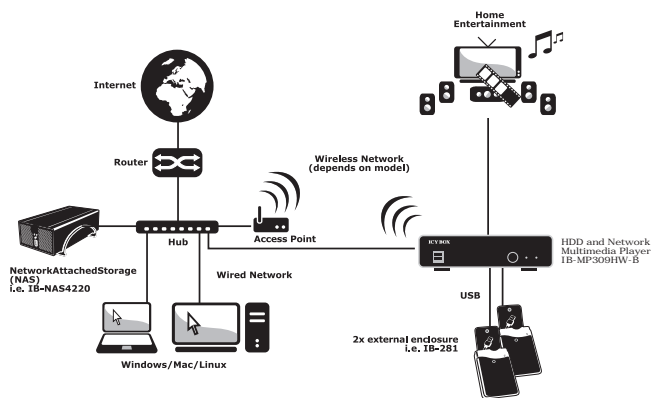 Home
Entertainment
Internet
Router
Wireless Network
(depends on model)
Hub
Access Point
ICY BOX
HDD and Network
Multimedia Player
IB-MP309HW-B
NetworkAttachedStorage
(NAS)
i.e. IB-NAS4220
Wired Network
USB
2x external enclosure
i.e. IB-281
Windows/Mac/Linux